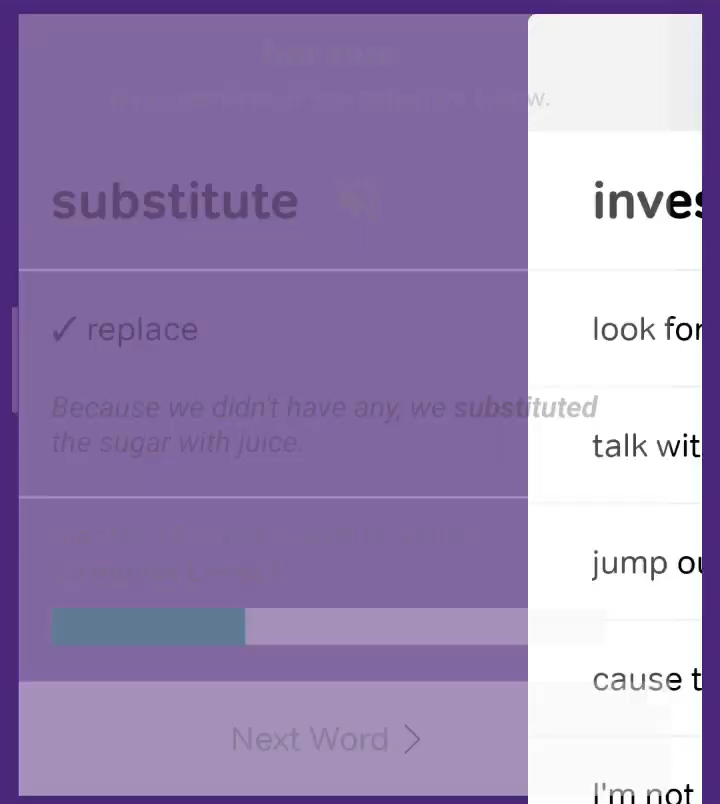 substitute
✓ replace
Because we didn't have any, we substituted
the sugar with juice.
Next Word >
inves
look for
talk wit
jump ou
cause t
I'm not